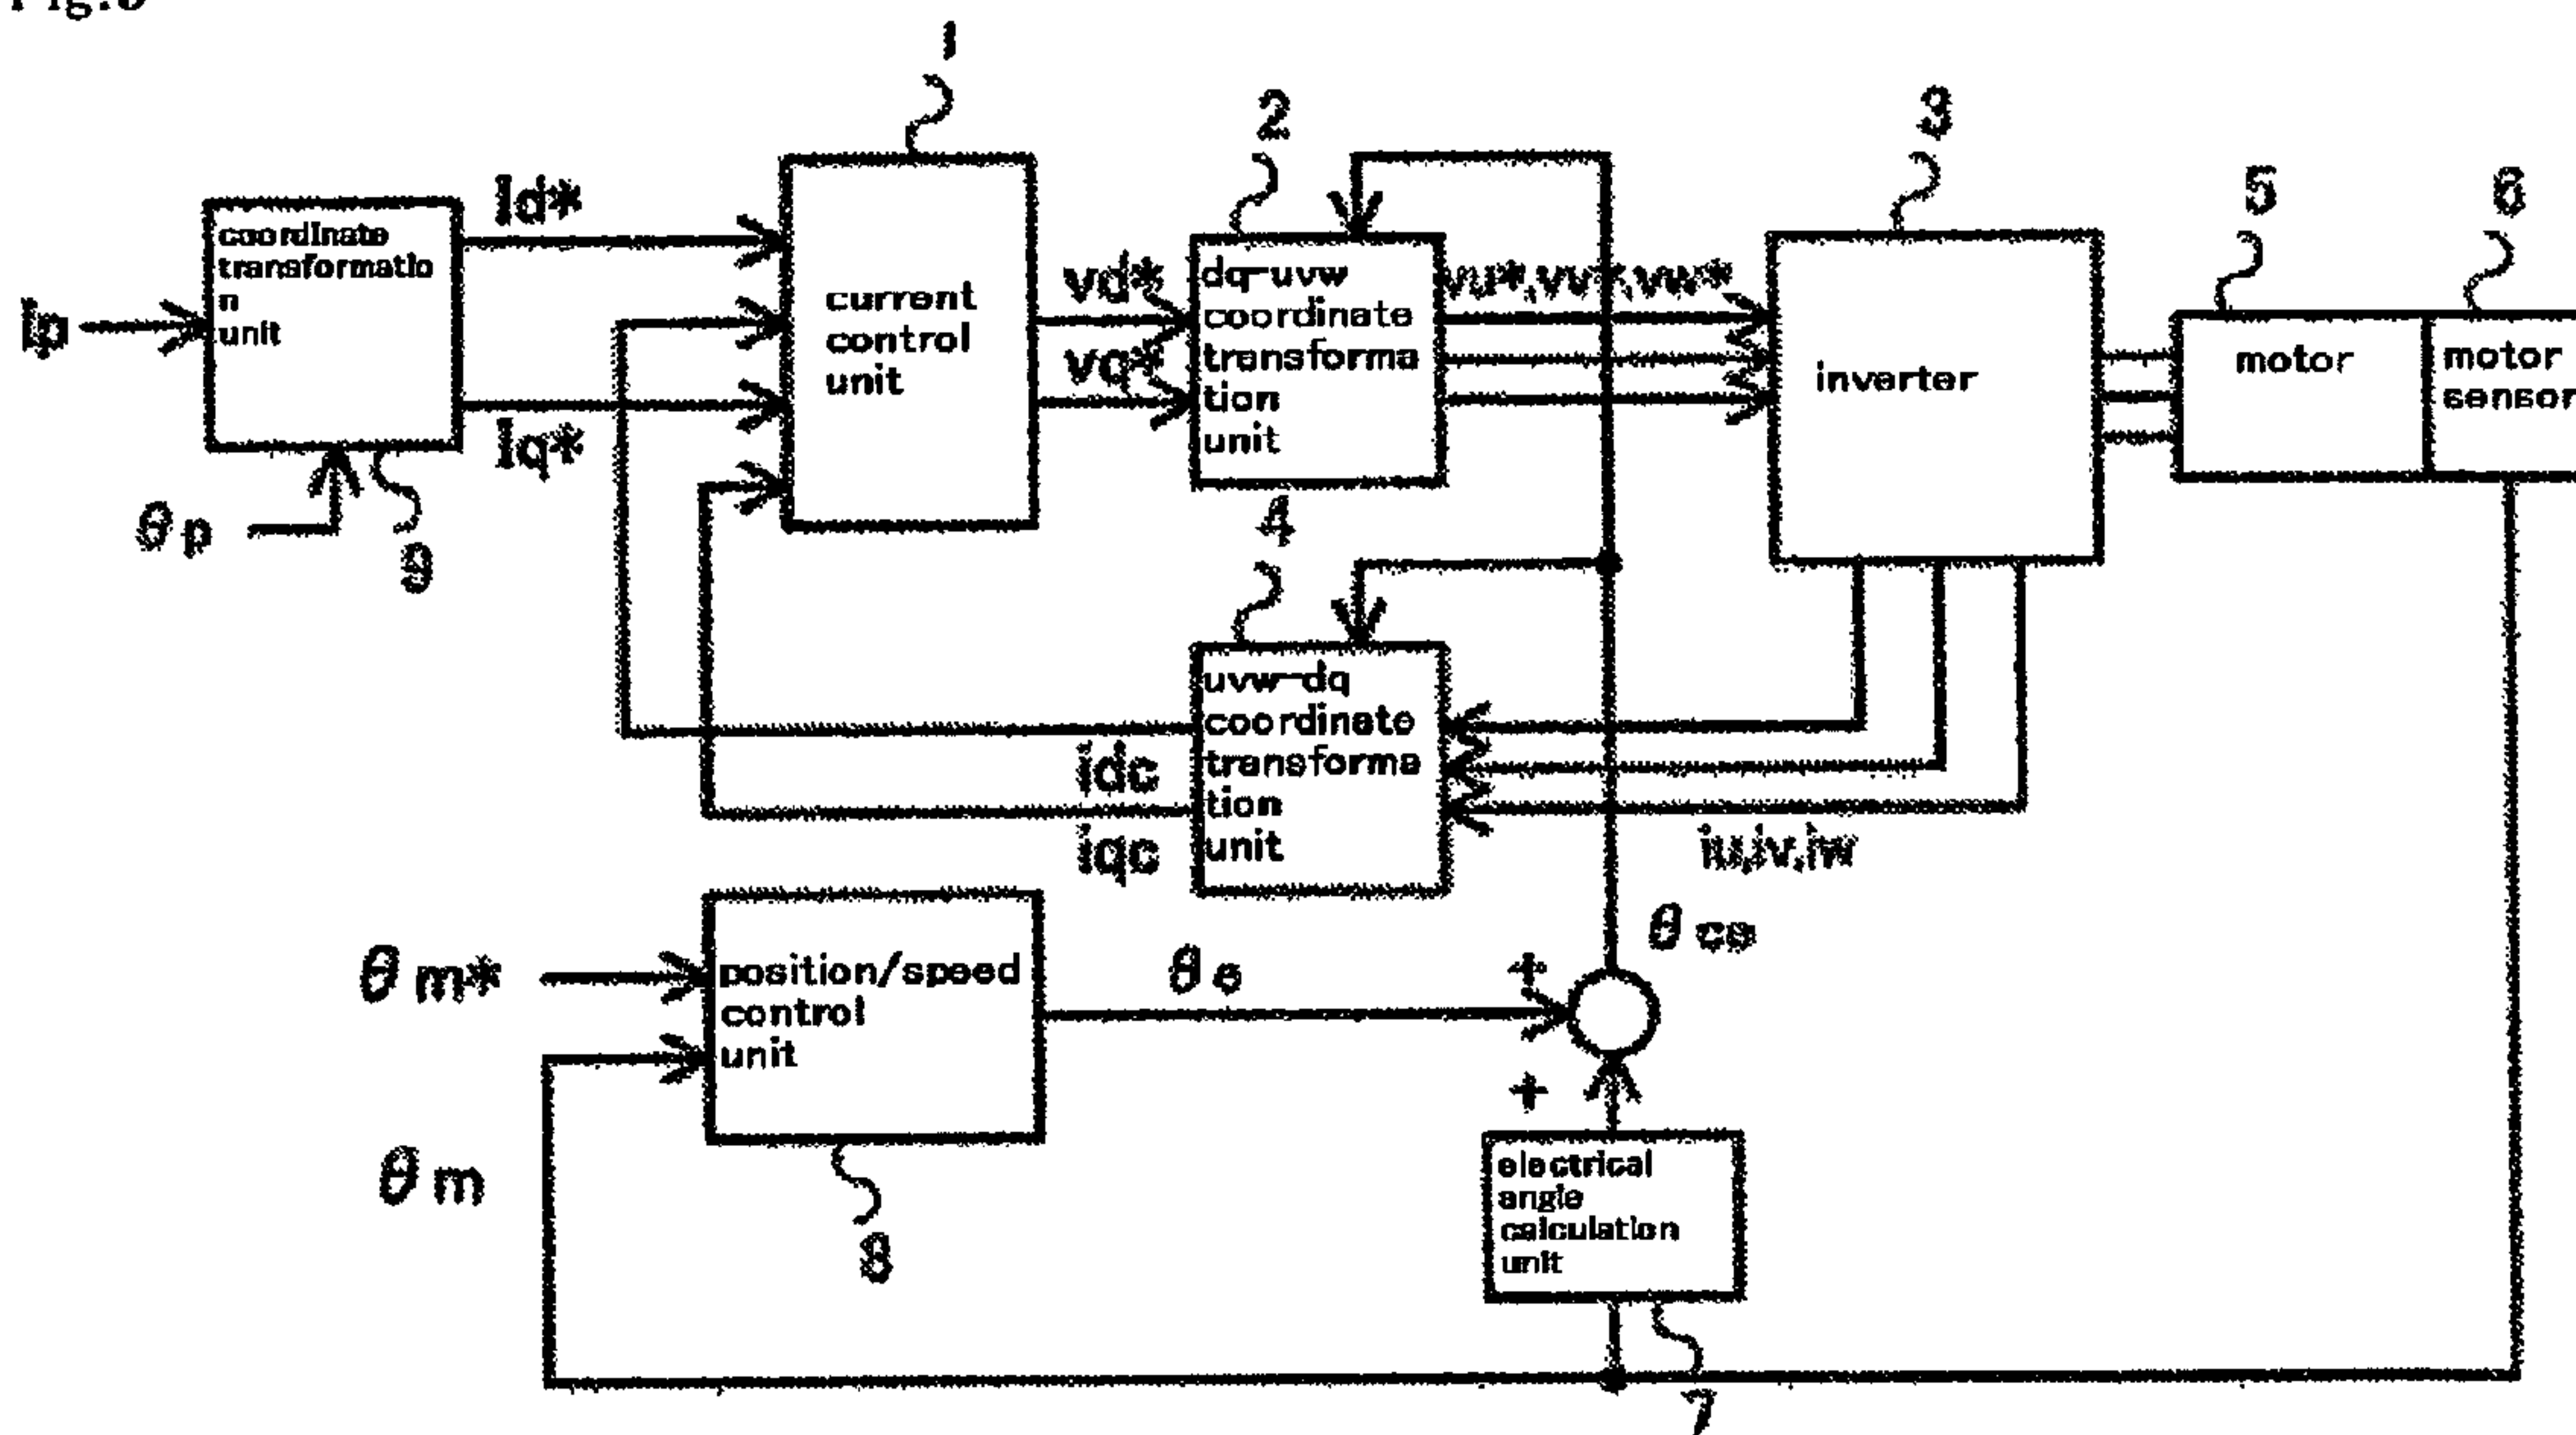 1
2
3
5
6
Id*
coordinate
transformatio
n
unit
Ip
Iq*
θp
9
current
control
unit
vd*
vq*
dq-uvw
coordinate
transforma
tion
unit
vu*,vv*,vw*
inverter
motor
motor
sensor
4
uvw-dq
coordinate
transforma
tion
unit
idc
iqc
iu,iv,iw
θm*
θm
position/speed
control
unit
8
θe
+
+
θce
electrical
angle
calculation
unit
7